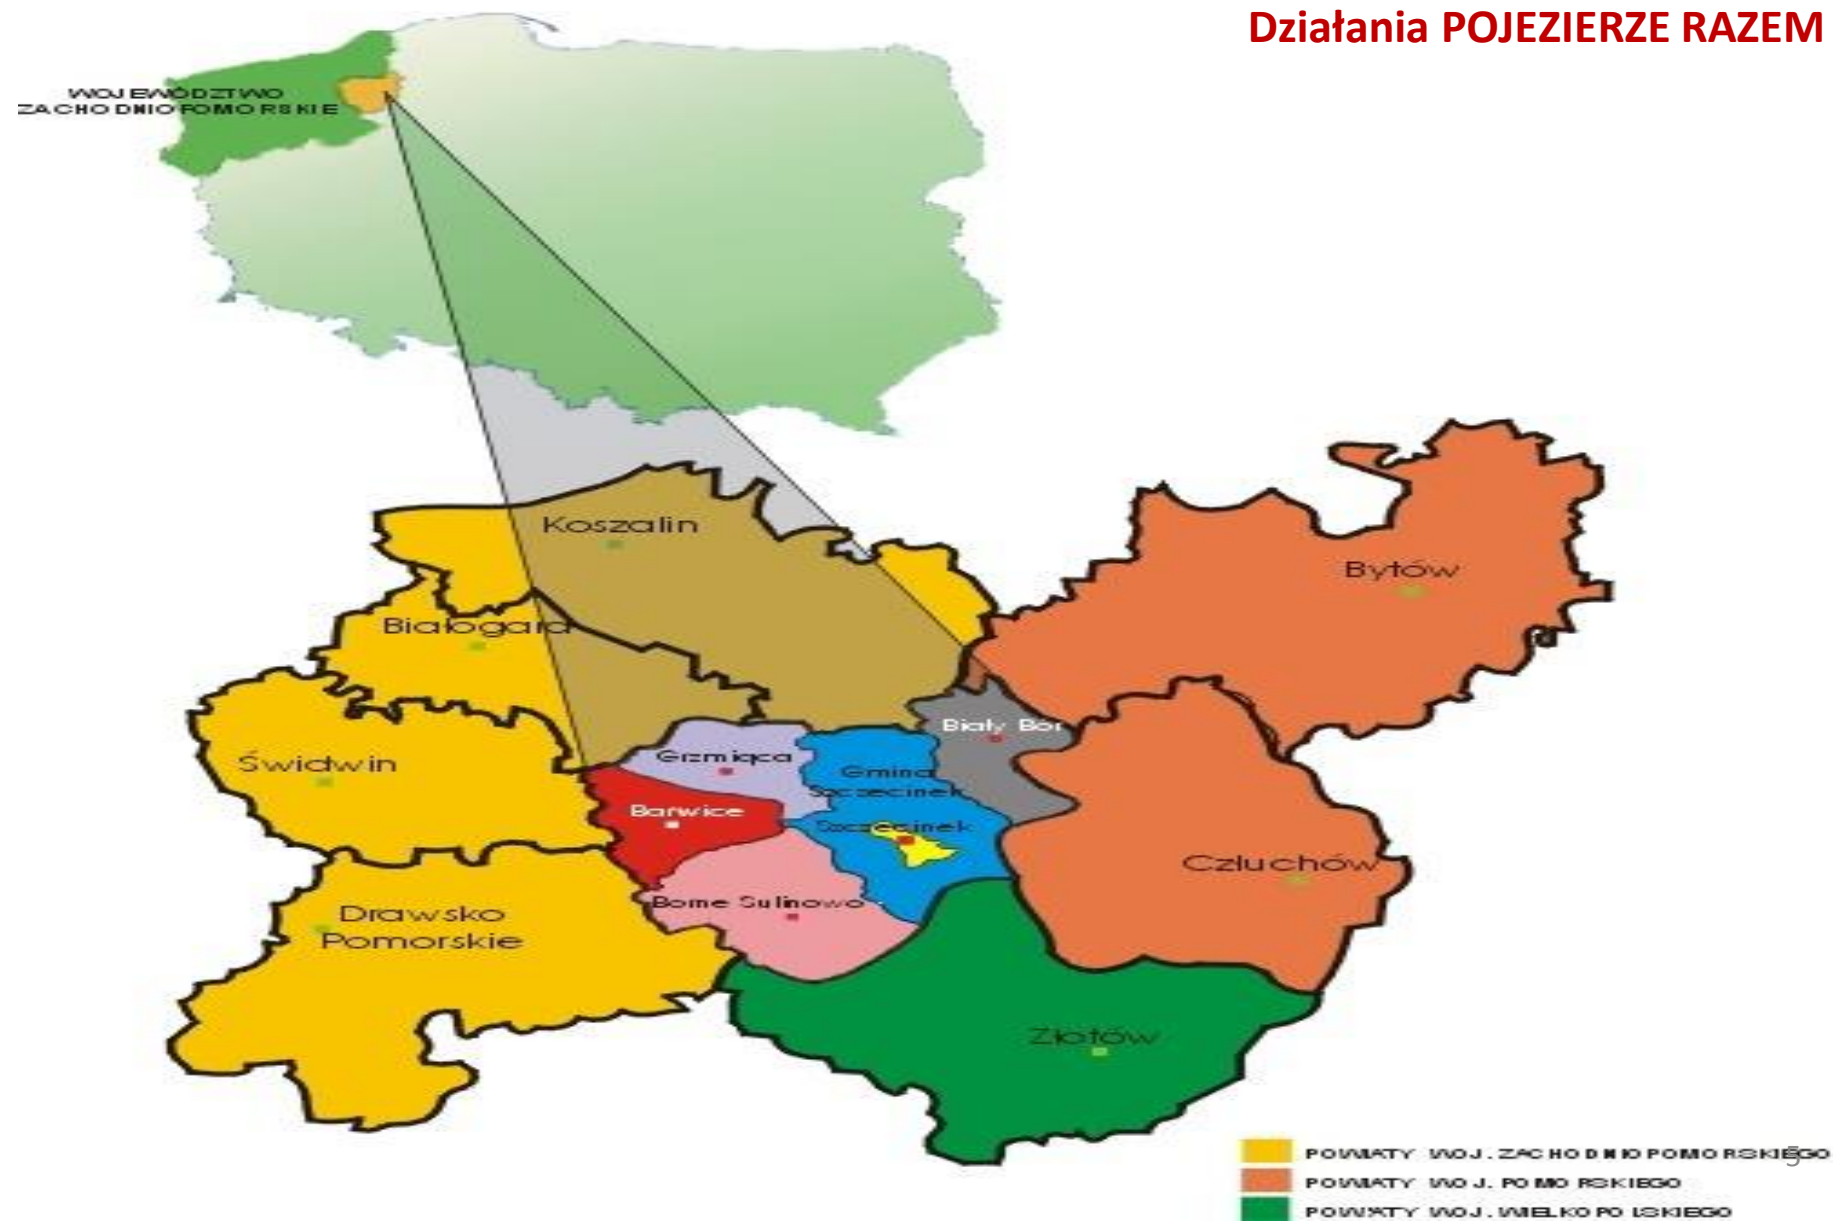 Działania POJEZIERZE RAZEM
WOJEWÓDZTWO
ZACHODNIOPOMORSKIE
Koszalin
Bytów
Białogard
Biały Bór
Świdwin
Grzmiąca
Gmina
Szczecinek
Barwice
Szczecinek
Człuchów
Borne Sulinowo
Drawsko
Pomorskie
Złotów
POWIATY WOJ. ZACHODNIOPOMORSKIEGO
5
POWIATY WOJ. POMORSKIEGO
POWIATY WOJ. WIELKOPOLSKIEGO